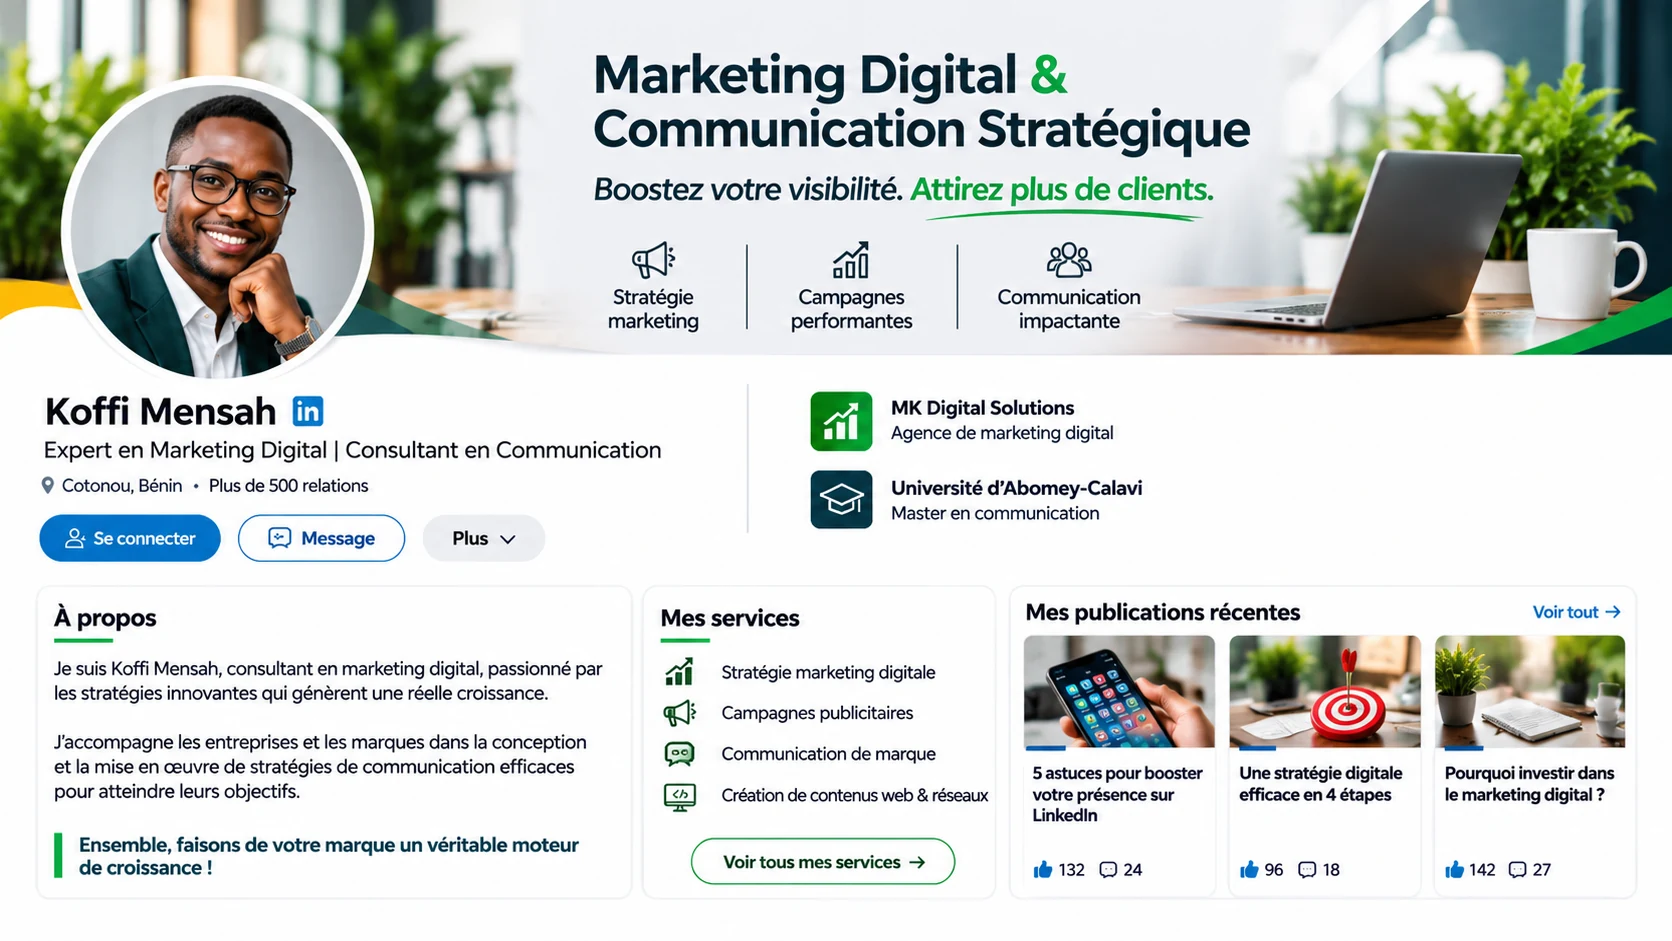 Marketing Digital &
Communication Stratégique
Boostez votre visibilité. Attirez plus de clients.
Stratégie
marketing
Campagnes
performantes
Communication
impactante
Koffi Mensah in
Expert en Marketing Digital | Consultant en Communication
Cotonou, Bénin • Plus de 500 relations
Se connecter
Message
Plus
MK Digital Solutions
Agence de marketing digital
Université d'Abomey-Calavi
Master en communication
À propos
Je suis Koffi Mensah, consultant en marketing digital, passionné par
les stratégies innovantes qui génèrent une réelle croissance.
J'accompagne les entreprises et les marques dans la conception
et la mise en œuvre de stratégies de communication efficaces
pour atteindre leurs objectifs.
Ensemble, faisons de votre marque un véritable moteur
de croissance !
Mes services
Stratégie marketing digitale
Campagnes publicitaires
Communication de marque
</> Création de contenus web & réseaux
Voir tous mes services →
Mes publications récentes
Voir tout →
5 astuces pour booster
votre présence sur
LinkedIn
132 24
Une stratégie digitale
efficace en 4 étapes
96 18
Pourquoi investir dans
le marketing digital ?
142 27